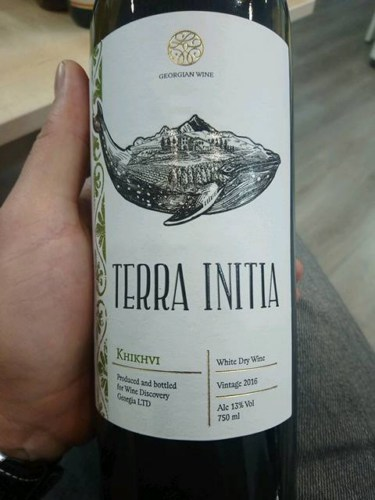 GEORGIAN WINE
TERRA INITIA
KHIKHVI
Produced and bottled
for Wine Discovery
Georgia LTD
White Dry Wine
Vintage 2016
Alc 13% Vol
750 ml